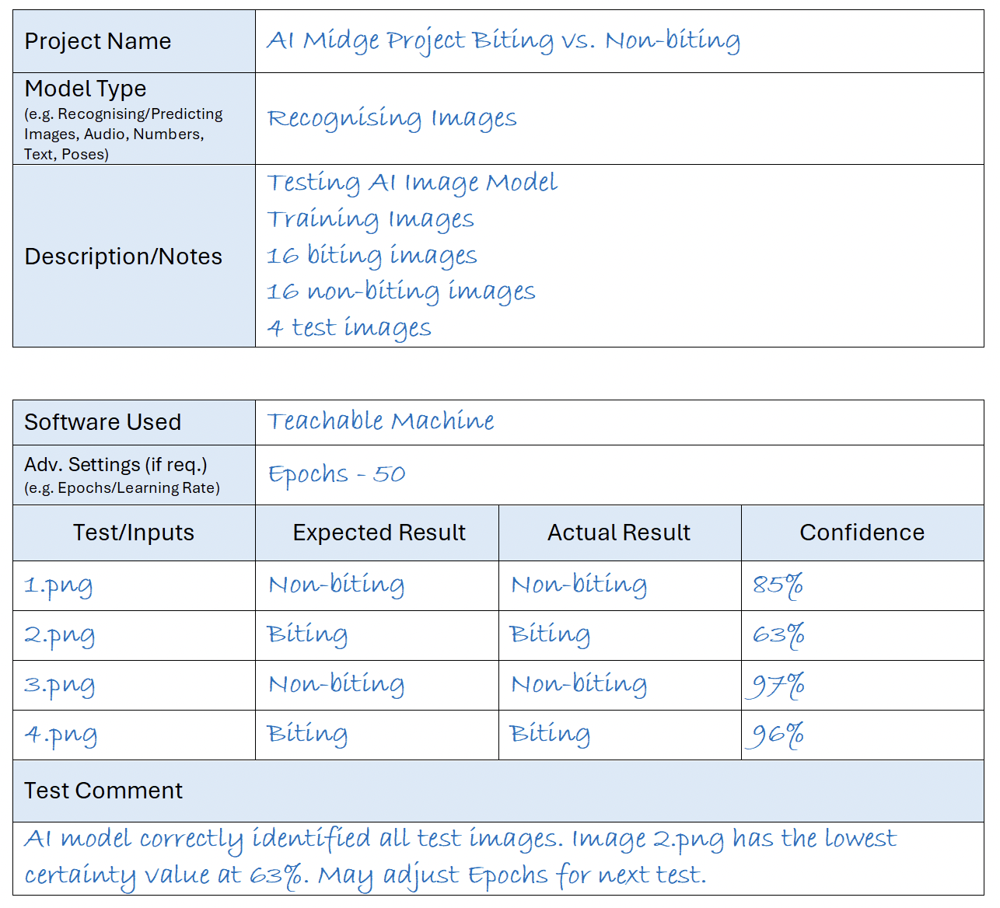 Project Name
AI Midge Project Biting vs. Non-biting
Model Type
(e.g. Recognising/Predicting
Images, Audio, Numbers,
Text, Poses)
Recognising Images
Description/Notes
Testing AI Image Model
Training Images
16 biting images
16 non-biting images
4 test images
Software Used
Teachable Machine
Adv. Settings (if req.)
(e.g. Epochs/Learning Rate)
Epochs - 50
Test/Inputs Expected Result Actual Result Confidence
1.png Non-biting Non-biting 85%
2.png Biting Biting 63%
3.png Non-biting Non-biting 97%
4.png Biting Biting 96%
Test Comment
AI model correctly identified all test images. Image 2.png has the lowest
certainty value at 63%. May adjust Epochs for next test.